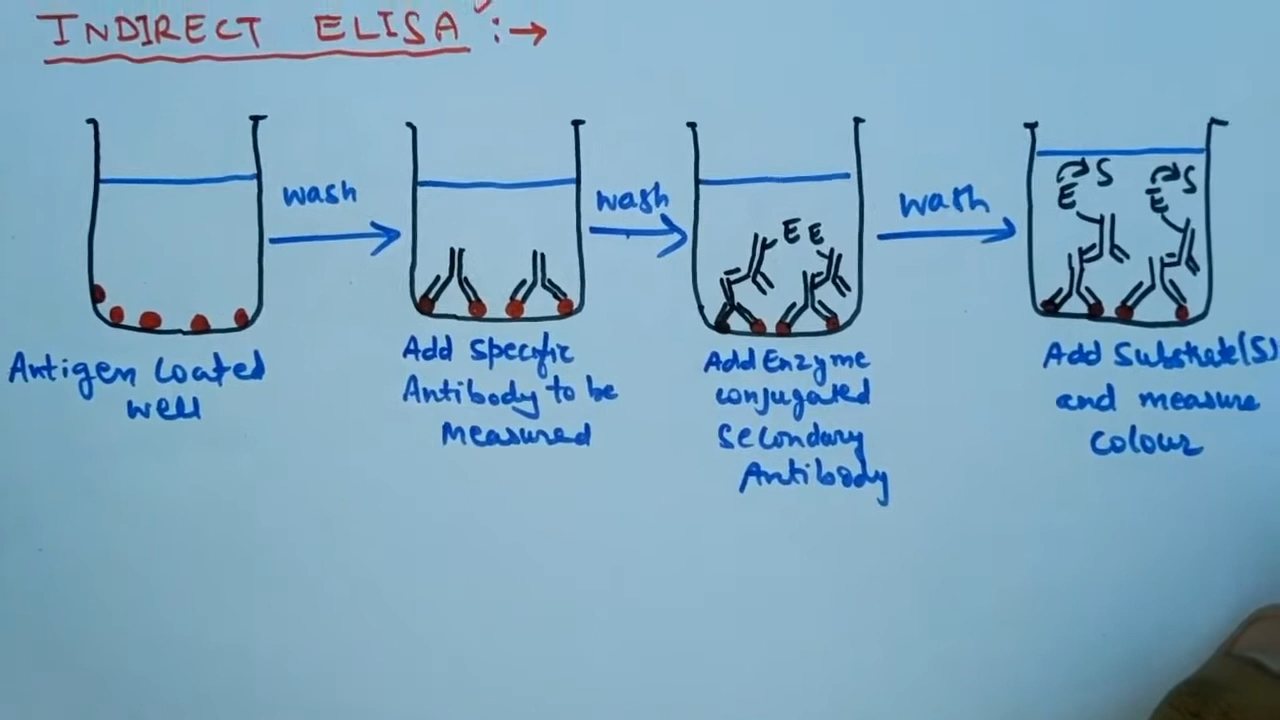 INDIRECT ELISA :→
wash
wash
wash
S
S
E
E
E E
Antigen coated
well
Add Specific
Antibody to be
Measured
Add Enzyme
conjugated
Secondary
Antibody
Add Substrate(S)
and measure
colour